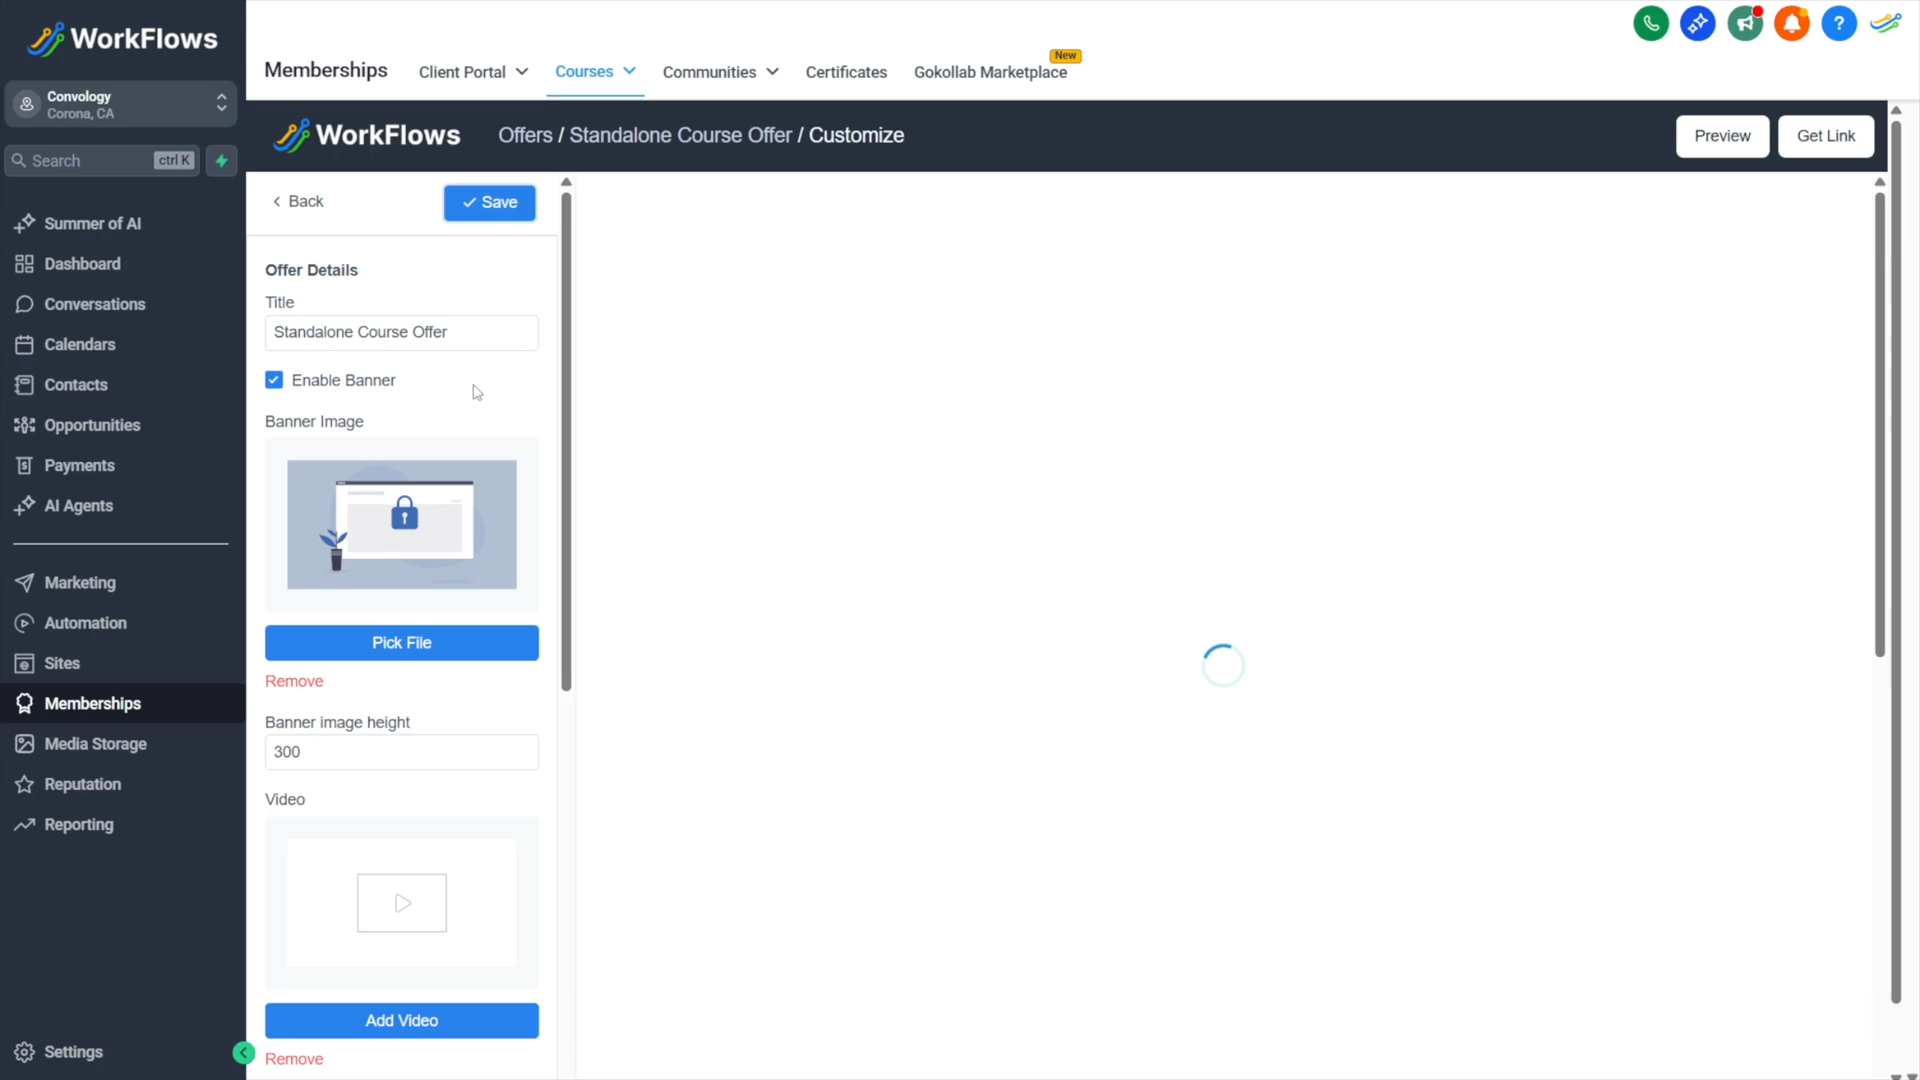 WorkFlows
Convology
Corona, CA
Search
ctrl K
Summer of AI
Dashboard
Conversations
Calendars
Contacts
Opportunities
Payments
AI Agents
Marketing
Automation
Sites
Memberships
Media Storage
Reputation
Reporting
Settings
Memberships
Client Portal
Courses
Communities
Certificates
Gokollab Marketplace
New
WorkFlows
Offers / Standalone Course Offer / Customize
Preview
Get Link
Back
Save
Offer Details
Title
Standalone Course Offer
Enable Banner
Banner Image
Pick File
Remove
Banner image height
300
Video
Add Video
Remove